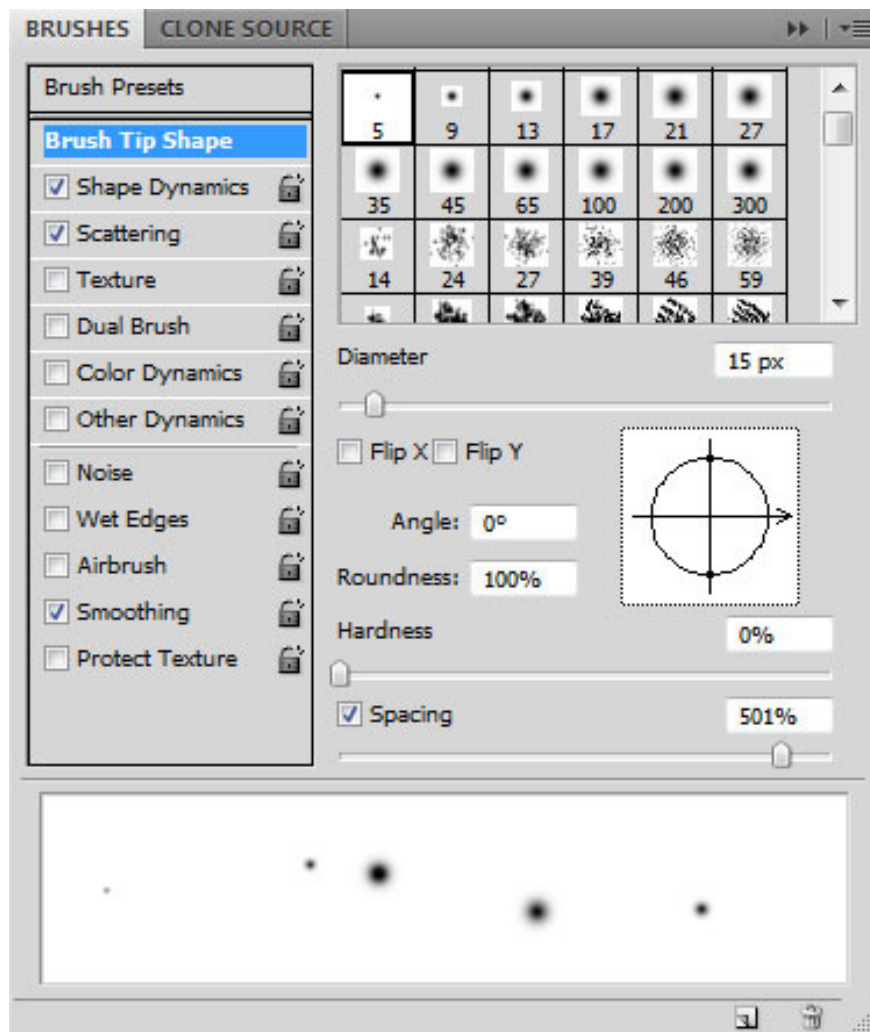 BRUSHES CLONE SOURCE
Brush Presets
Brush Tip Shape
Shape Dynamics
Scattering
Texture
Dual Brush
Color Dynamics
Other Dynamics
Noise
Wet Edges
Airbrush
Smoothing
Protect Texture
5 9 13 17 21 27
35 45 65 100 200 300
14 24 27 39 46 59
Diameter 15 px
Flip X Flip Y
Angle: 0º
Roundness: 100%
Hardness 0%
Spacing 501%